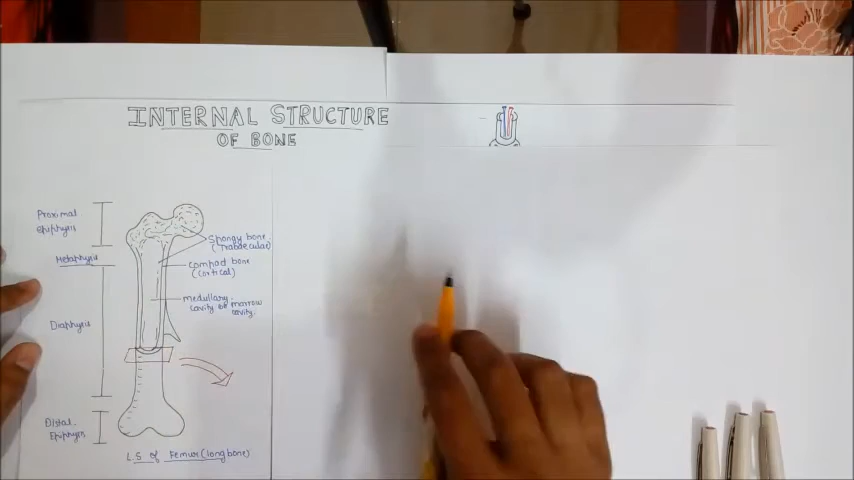 INTERNAL STRUCTURE
OF BONE
Proximal
epiphysis
Metaphysis
Diaphysis
Distal
Epiphysis
Spongy bone
(Trabecular)
compact bone
(cortical)
medullary
cavity or marrow
cavity.
L.S of Femur (long bone)